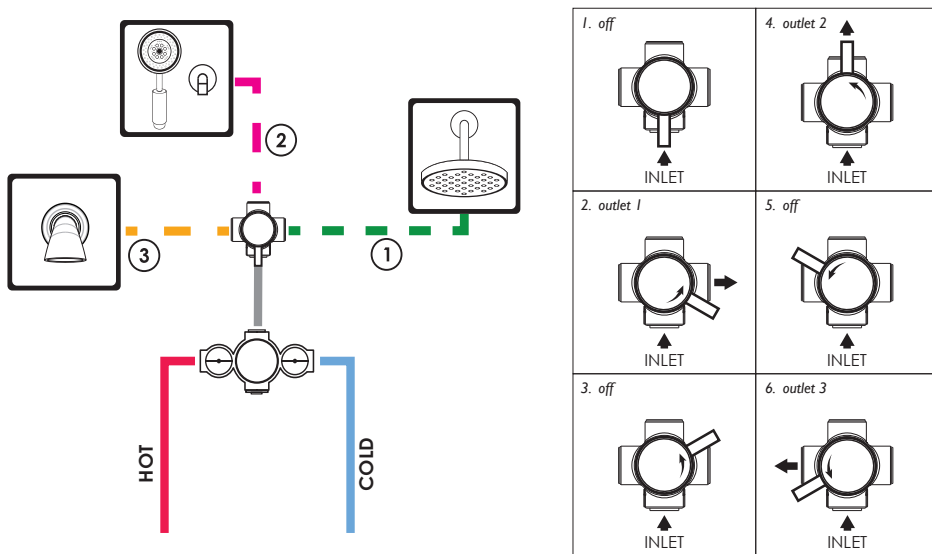 2
3
1
HOT
COLD
1. off
INLET
4. outlet 2
INLET
2. outlet 1
INLET
5. off
INLET
3. off
INLET
6. outlet 3
INLET